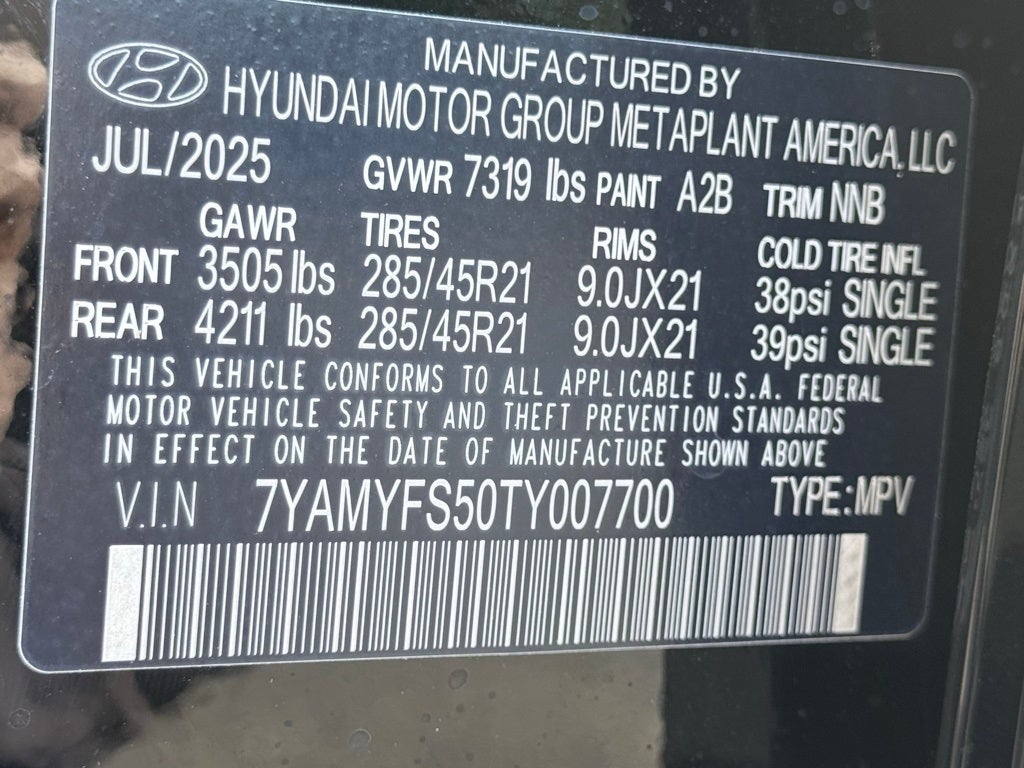 MANUFACTURED BY
HYUNDAI MOTOR GROUP METAPLANT AMERICA, LLC
JUL/2025 GVWR 7319 lbs PAINT A2B TRIM NNB
GAWR TIRES RIMS COLD TIRE INFL
FRONT 3505 lbs 285/45R21 9.0JX21 38psi SINGLE
REAR 4211 lbs 285/45R21 9.0JX21 39psi SINGLE
THIS VEHICLE CONFORMS TO ALL APPLICABLE U.S.A. FEDERAL
MOTOR VEHICLE SAFETY AND THEFT PREVENTION STANDARDS
IN EFFECT ON THE DATE OF MANUFACTURE SHOWN ABOVE
V.I.N 7YAMYFS50TY007700 TYPE:MPV